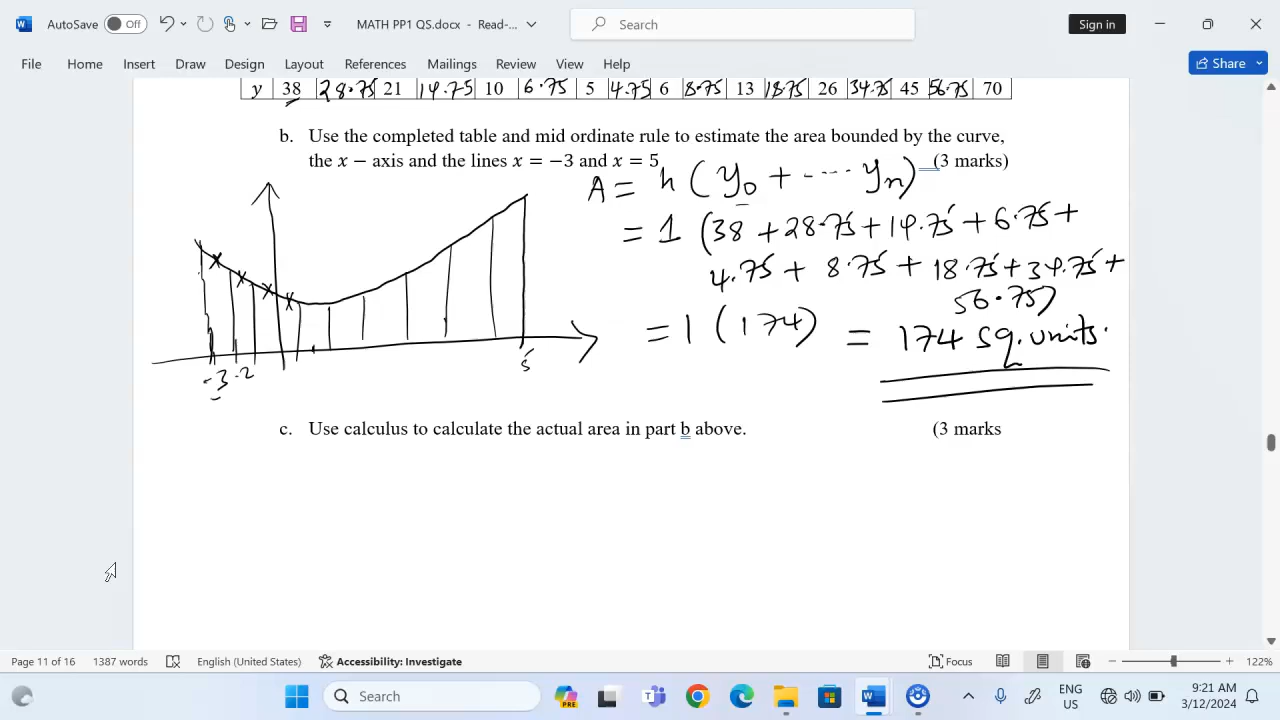 AutoSave Off MATH PP1 QS.docx - Read-... Search Sign in
File Home Insert Draw Design Layout References Mailings Review View Help Share
y 38 28.75 21 14.75 10 6.75 5 4.75 6 8.75 13 18.75 26 34.75 45 56.75 70
b. Use the completed table and mid ordinate rule to estimate the area bounded by the curve,
the x − axis and the lines x = −3 and x = 5 (3 marks)
A = h (y0 + ---- yn)
= 1 (38 + 28.75 + 14.75 + 6.75 +
4.75 + 8.75 + 18.75 + 34.75 +
56.75)
= 1 (174) = 174 sq. units.
-3 -2 5
c. Use calculus to calculate the actual area in part b above. (3 marks
Page 11 of 16 1387 words English (United States) Accessibility: Investigate Focus 122%
Search PRE ENG US 9:21 AM 3/12/2024